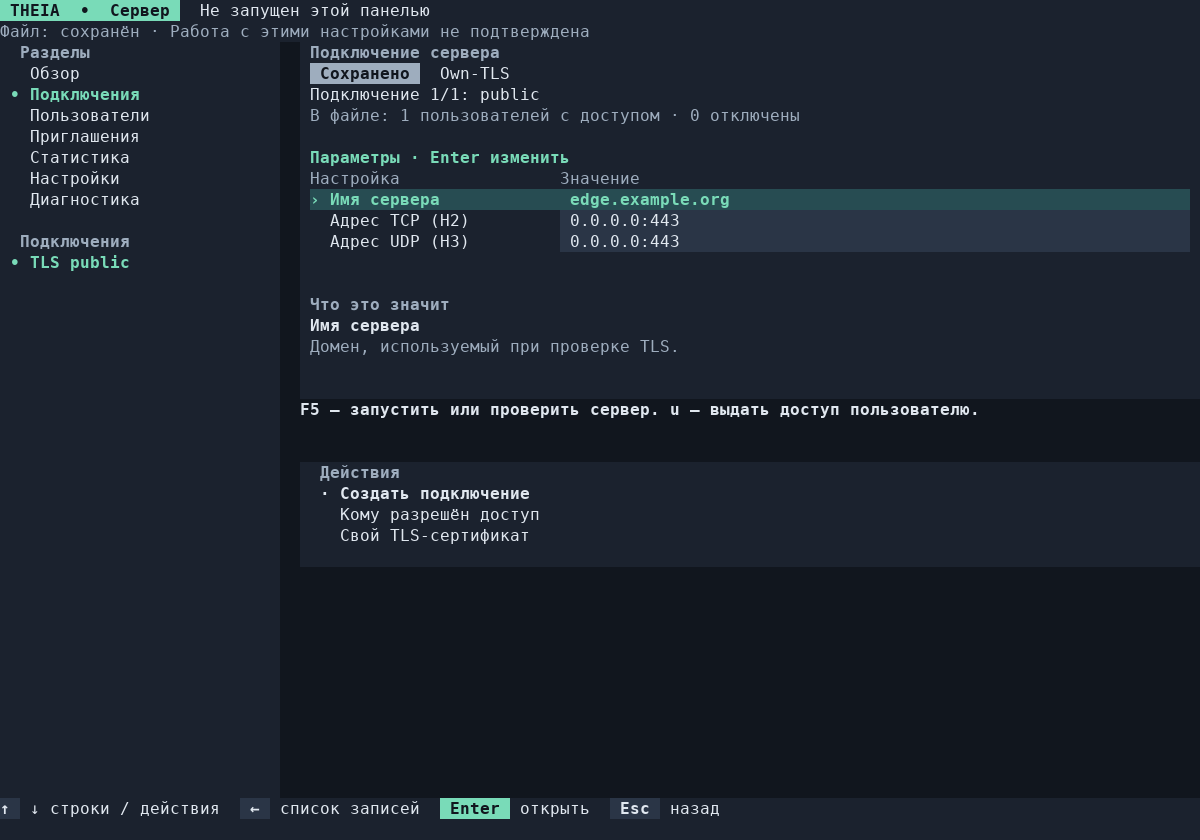 THEIA • Сервер Не запущен этой панелью
Файл: сохранён · Работа с этими настройками не подтверждена
Разделы
Обзор
• Подключения
Пользователи
Приглашения
Статистика
Настройки
Диагностика
Подключения
• TLS public
Подключение сервера
Сохранено Own-TLS
Подключение 1/1: public
В файле: 1 пользователей с доступом · 0 отключены
Параметры · Enter изменить
Настройка Значение
› Имя сервера edge.example.org
Адрес TCP (H2) 0.0.0.0:443
Адрес UDP (H3) 0.0.0.0:443
Что это значит
Имя сервера
Домен, используемый при проверке TLS.
F5 — запустить или проверить сервер. u — выдать доступ пользователю.
Действия
· Создать подключение
Кому разрешён доступ
Свой TLS-сертификат
↑ ↓ строки / действия ← список записей Enter открыть Esc назад